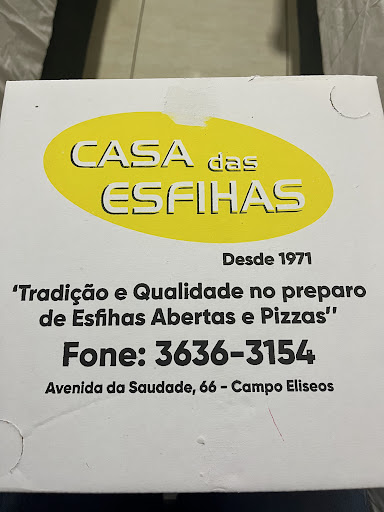 CASA das
ESFIHAS
Desde 1971
‘Tradição e Qualidade no preparo
de Esfihas Abertas e Pizzas’’
Fone: 3636-3154
Avenida da Saudade, 66 - Campo Eliseos